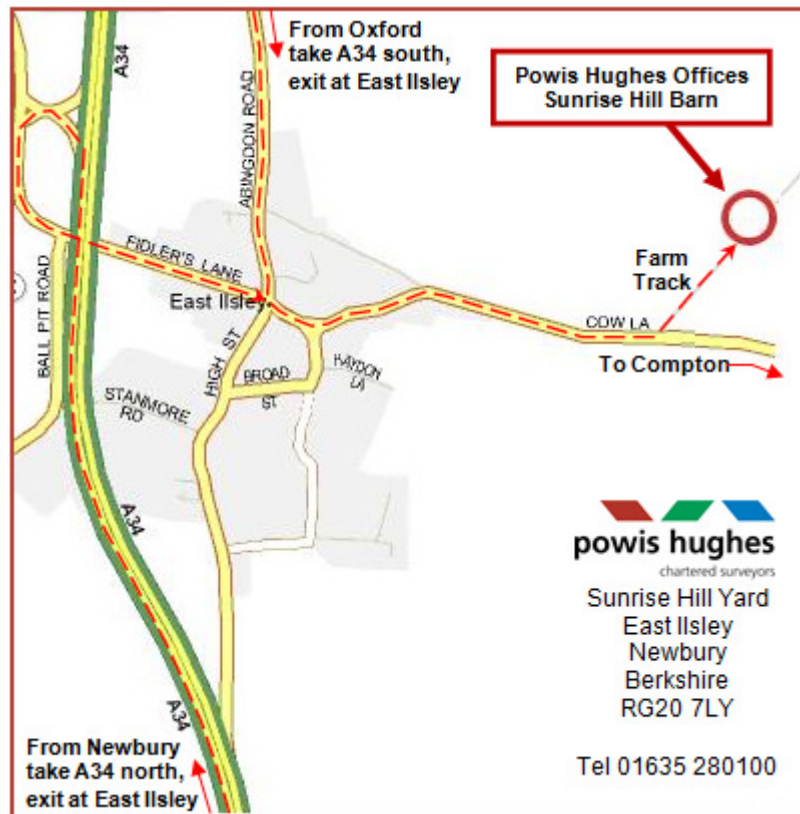 From Oxford
take A34 south,
exit at East Ilsley
Powis Hughes Offices
Sunrise Hill Barn
A34
ABINGDON ROAD
FIDLER'S LANE
East Ilsley
BALL PIT ROAD
HIGH ST
BROAD
ST
HAYDON
LA
STANMORE
RD
Farm
Track
COW LA
To Compton
A34
A34
From Newbury
take A34 north,
exit at East Ilsley
powis hughes
chartered surveyors
Sunrise Hill Yard
East Ilsley
Newbury
Berkshire
RG20 7LY
Tel 01635 280100